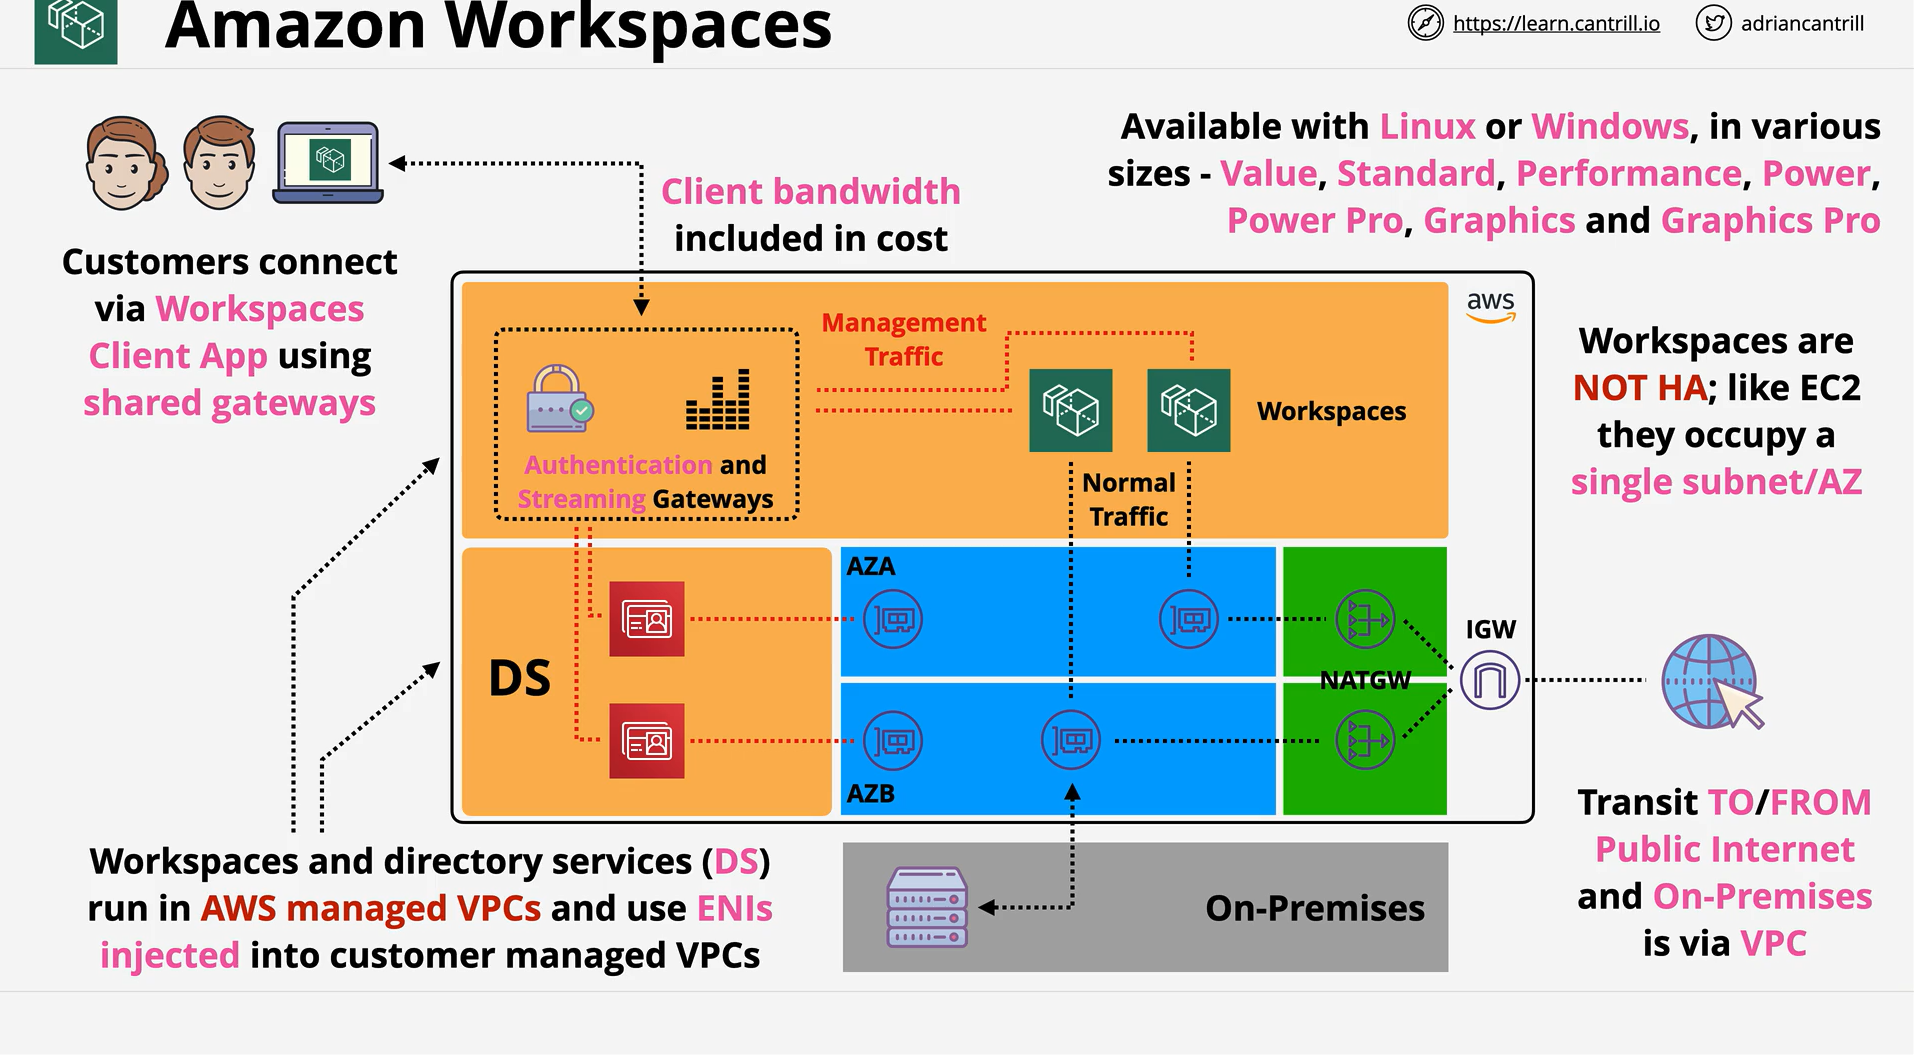 Amazon Workspaces
https://learn.cantrill.io
adriancantrill
Available with Linux or Windows, in various
sizes - Value, Standard, Performance, Power,
Power Pro, Graphics and Graphics Pro
Client bandwidth
included in cost
Customers connect
via Workspaces
Client App using
shared gateways
aws
Management
Traffic
Workspaces
Authentication and
Streaming Gateways
Normal
Traffic
Workspaces are
NOT HA; like EC2
they occupy a
single subnet/AZ
DS
AZA
AZB
NATGW
IGW
Workspaces and directory services (DS)
run in AWS managed VPCs and use ENIs
injected into customer managed VPCs
On-Premises
Transit TO/FROM
Public Internet
and On-Premises
is via VPC